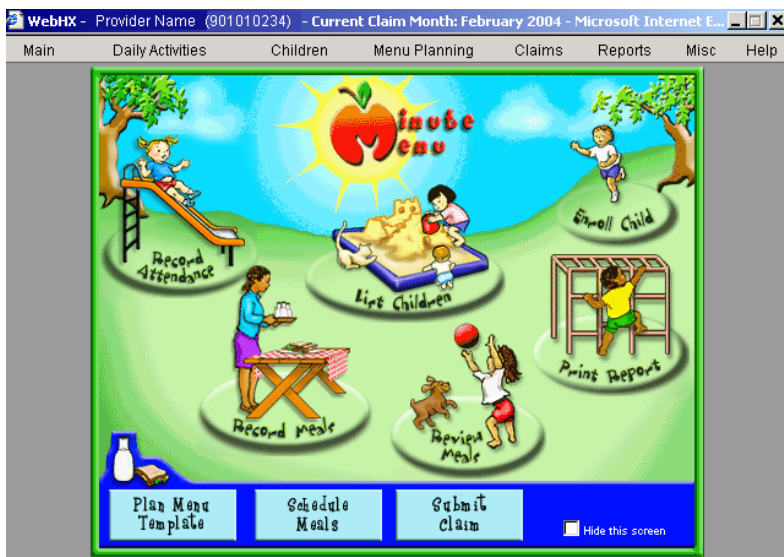 WebHX - Provider Name (901010234) - Current Claim Month: February 2004 - Microsoft Internet E...
Main Daily Activities Children Menu Planning Claims Reports Misc Help
Minute
Menu
Enroll Child
Record
Attendance
List Children
Print Report
Record Meals
Review
Meals
Plan Menu
Template
Schedule
Meals
Submit
Claim
Hide this screen